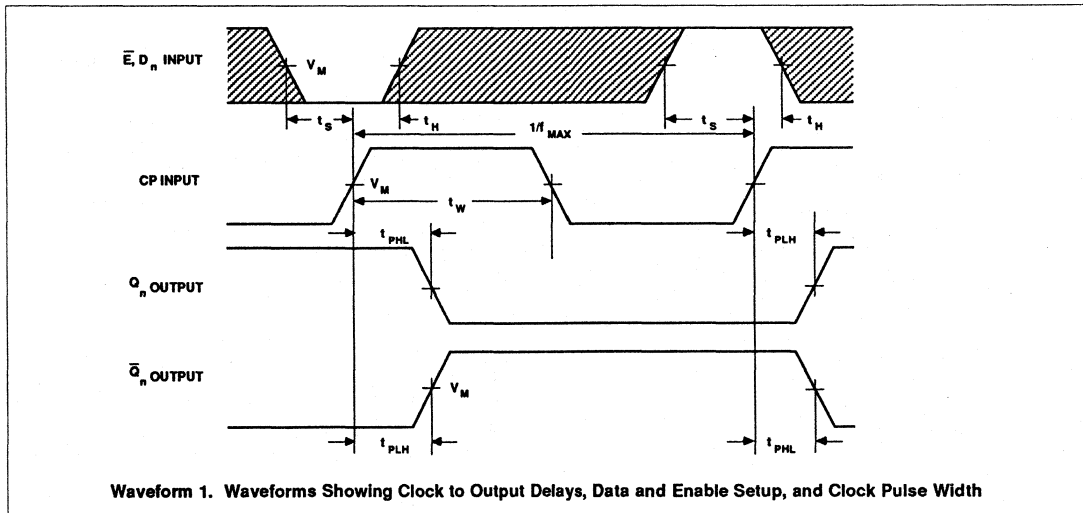 E̅, Dn INPUT
VM
tS
tH
1/fMAX
tS
tH
CP INPUT
VM
tW
tPHL
tPLH
Qn OUTPUT
Q̅n OUTPUT
VM
tPLH
tPHL
Waveform 1. Waveforms Showing Clock to Output Delays, Data and Enable Setup, and Clock Pulse Width